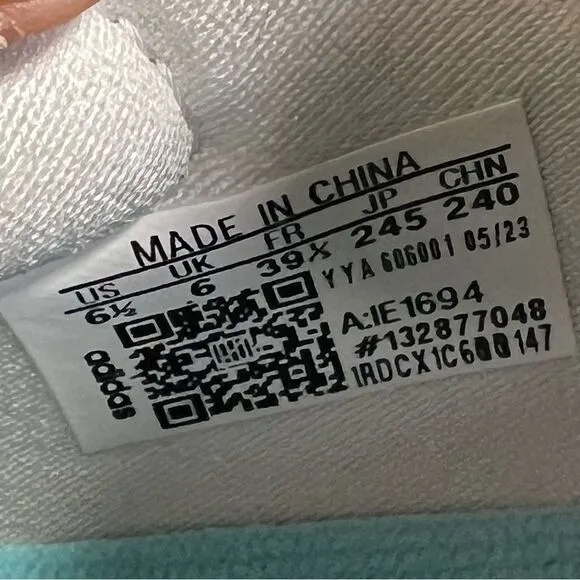 MADE IN CHINA
US UK FR JP CHN
6½ 6 39⅓ 245 240
YYA 606001 05/23
A:IE1694
#132877048
1RDCX1C600147
adidas